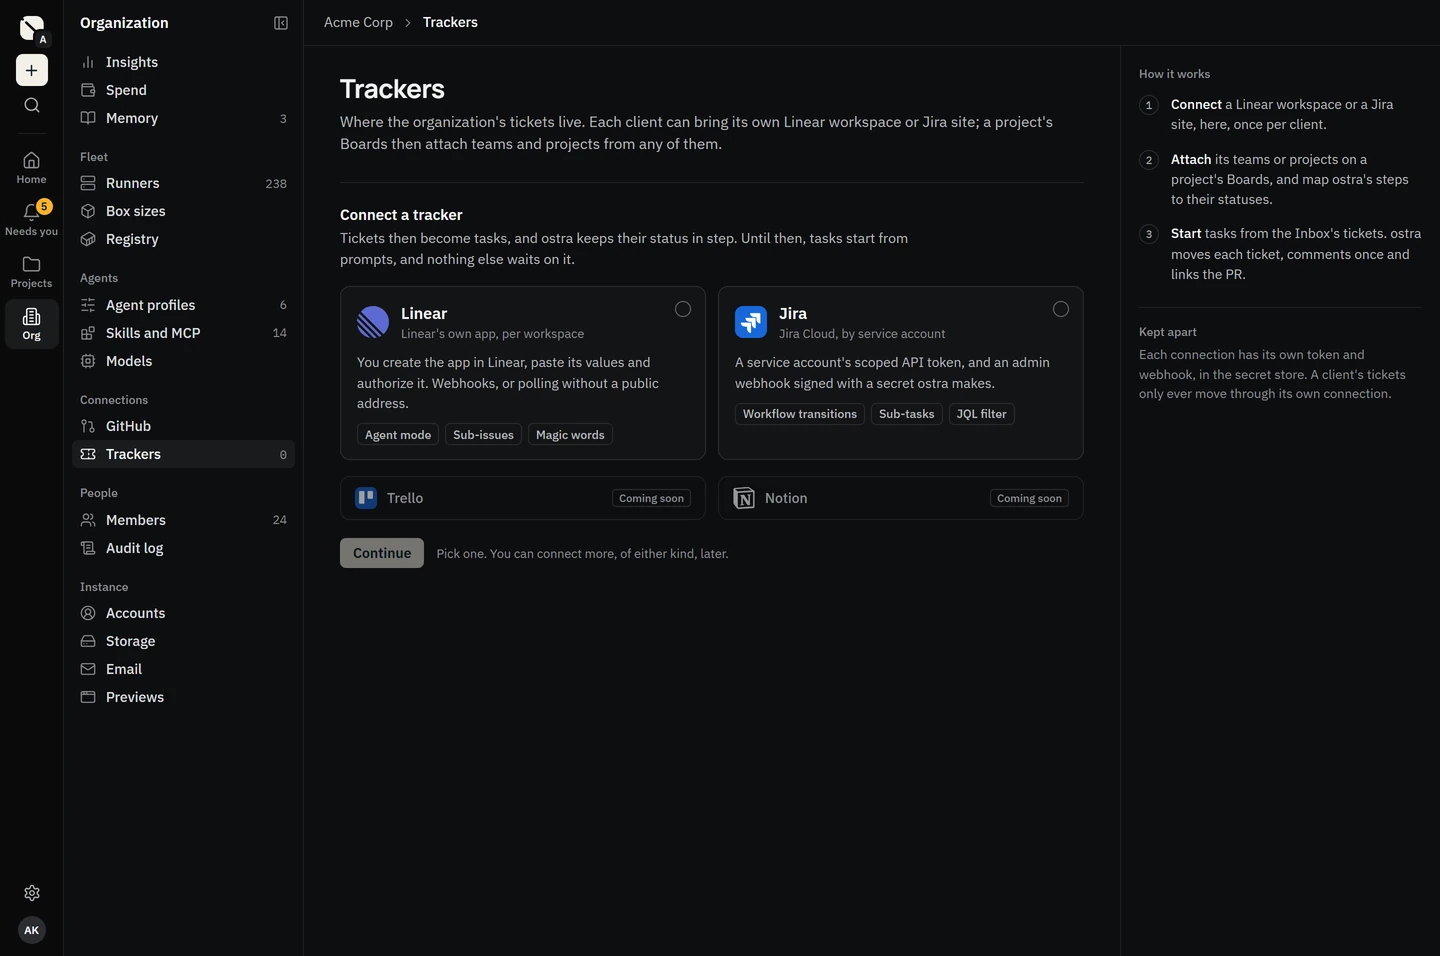 A
Home
5
Needs you
Projects
Org
AK
Organization
Insights
Spend
Memory 3
Fleet
Runners 238
Box sizes
Registry
Agents
Agent profiles 6
Skills and MCP 14
Models
Connections
GitHub
Trackers 0
People
Members 24
Audit log
Instance
Accounts
Storage
Email
Previews
Acme Corp > Trackers
Trackers
Where the organization's tickets live. Each client can bring its own Linear workspace or Jira site; a project's
Boards then attach teams and projects from any of them.
Connect a tracker
Tickets then become tasks, and ostra keeps their status in step. Until then, tasks start from
prompts, and nothing else waits on it.
Linear
Linear's own app, per workspace
You create the app in Linear, paste its values and
authorize it. Webhooks, or polling without a public
address.
Agent mode Sub-issues Magic words
Jira
Jira Cloud, by service account
A service account's scoped API token, and an admin
webhook signed with a secret ostra makes.
Workflow transitions Sub-tasks JQL filter
Trello Coming soon
N Notion Coming soon
Continue Pick one. You can connect more, of either kind, later.
How it works
1 Connect a Linear workspace or a Jira
site, here, once per client.
2 Attach its teams or projects on a
project's Boards, and map ostra's steps
to their statuses.
3 Start tasks from the Inbox's tickets. ostra
moves each ticket, comments once and
links the PR.
Kept apart
Each connection has its own token and
webhook, in the secret store. A client's tickets
only ever move through its own connection.